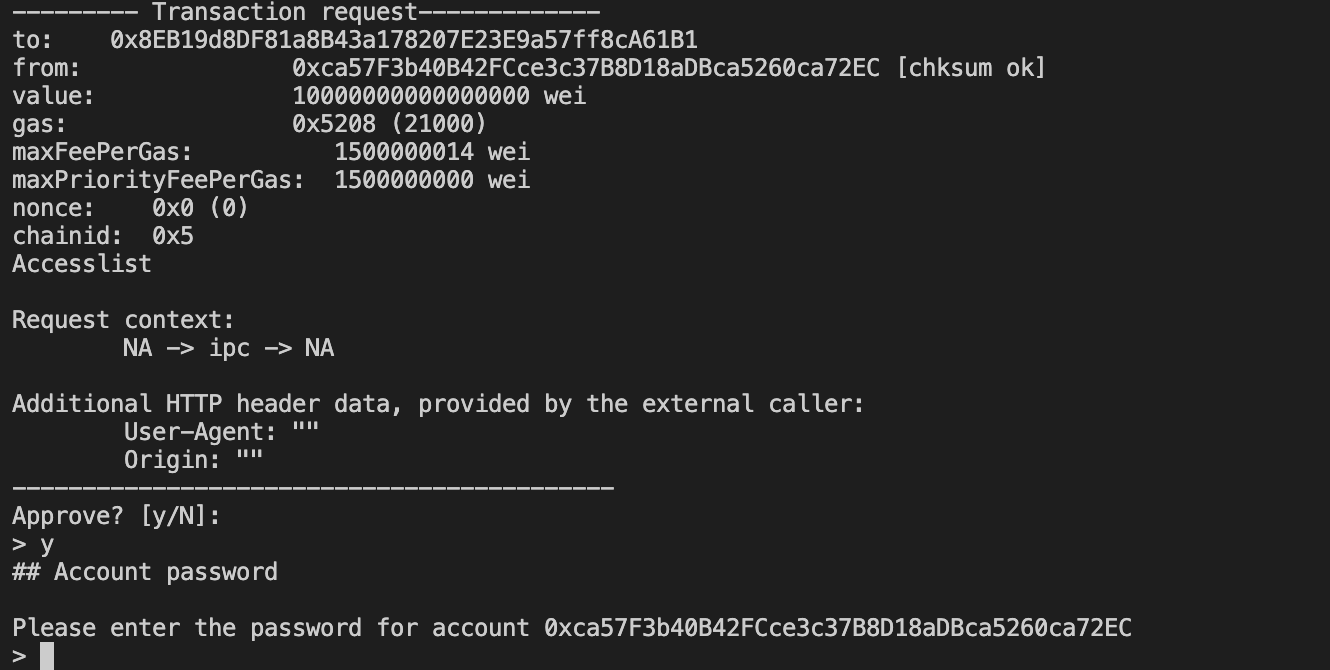 --------- Transaction request-------------
to:    0x8EB19d8DF81a8B43a178207E23E9a57ff8cA61B1
from:               0xca57F3b40B42FCce3c37B8D18aDBca5260ca72EC [chksum ok]
value:              10000000000000000 wei
gas:                0x5208 (21000)
maxFeePerGas:          1500000014 wei
maxPriorityFeePerGas:  1500000000 wei
nonce:    0x0 (0)
chainid:  0x5
Accesslist
Request context:
        NA -> ipc -> NA
Additional HTTP header data, provided by the external caller:
        User-Agent: ""
        Origin: ""
-------------------------------------------
Approve? [y/N]:
> y
## Account password
Please enter the password for account 0xca57F3b40B42FCce3c37B8D18aDBca5260ca72EC
>